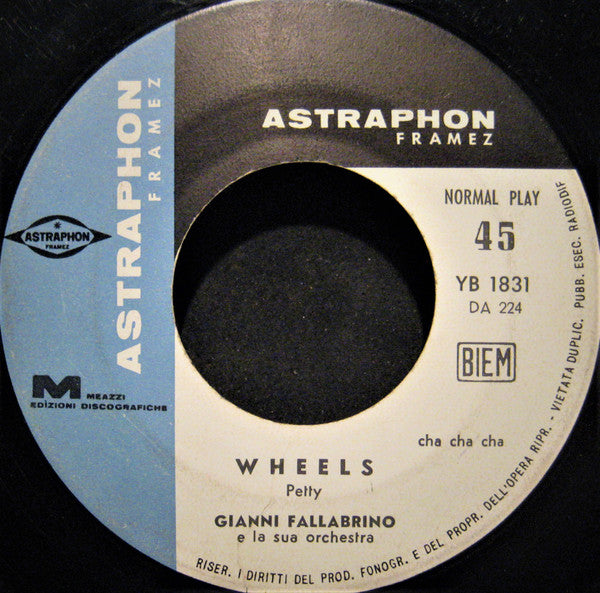 ASTRAPHON
FRAMEZ
ASTRAPHON
FRAMEZ
ASTRAPHON
FRAMEZ
M MEAZZI
EDIZIONI DISCOGRAFICHE
NORMAL PLAY
45
YB 1831
DA 224
BIEM
cha cha cha
WHEELS
Petty
GIANNI FALLABRINO
e la sua orchestra
RISER. I DIRITTI DEL PROD. FONOGR. E DEL PROPR. DELL'OPERA RIPR. - VIETATA DUPLIC. PUBB. ESEC. RADIODIF